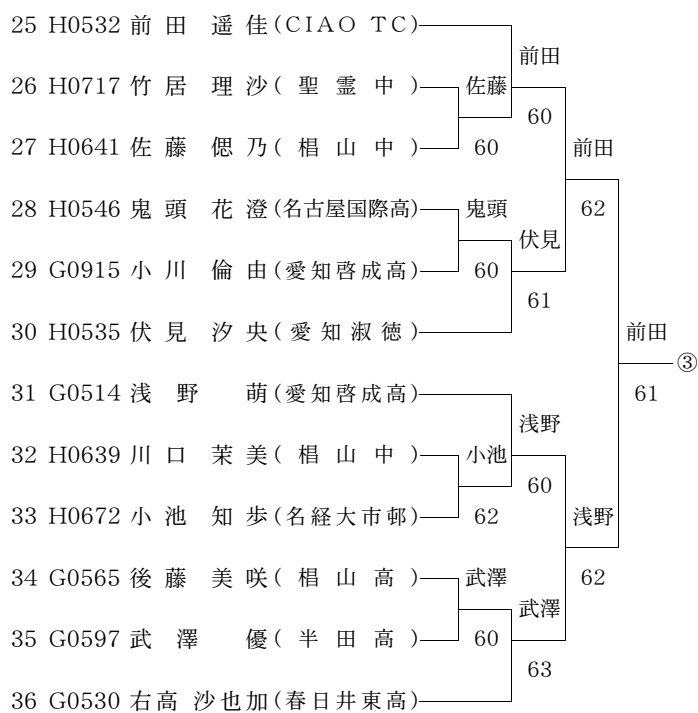 25 H0532 前田 遥佳(CIAO TC)
前田
26 H0717 竹居 理沙(聖霊中)
佐藤
60
27 H0641 佐藤 偲乃(椙山中)
60
前田
28 H0546 鬼頭 花澄(名古屋国際高)
鬼頭
62
伏見
29 G0915 小川 倫由(愛知啓成高)
60
61
30 H0535 伏見 汐央(愛知淑徳)
前田
③
31 G0514 浅野 萌(愛知啓成高)
61
浅野
32 H0639 川口 茉美(椙山中)
小池
60
33 H0672 小池 知歩(名経大市邨)
62
浅野
34 G0565 後藤 美咲(椙山高)
武澤
62
武澤
35 G0597 武澤 優(半田高)
60
63
36 G0530 右高 沙也加(春日井東高)